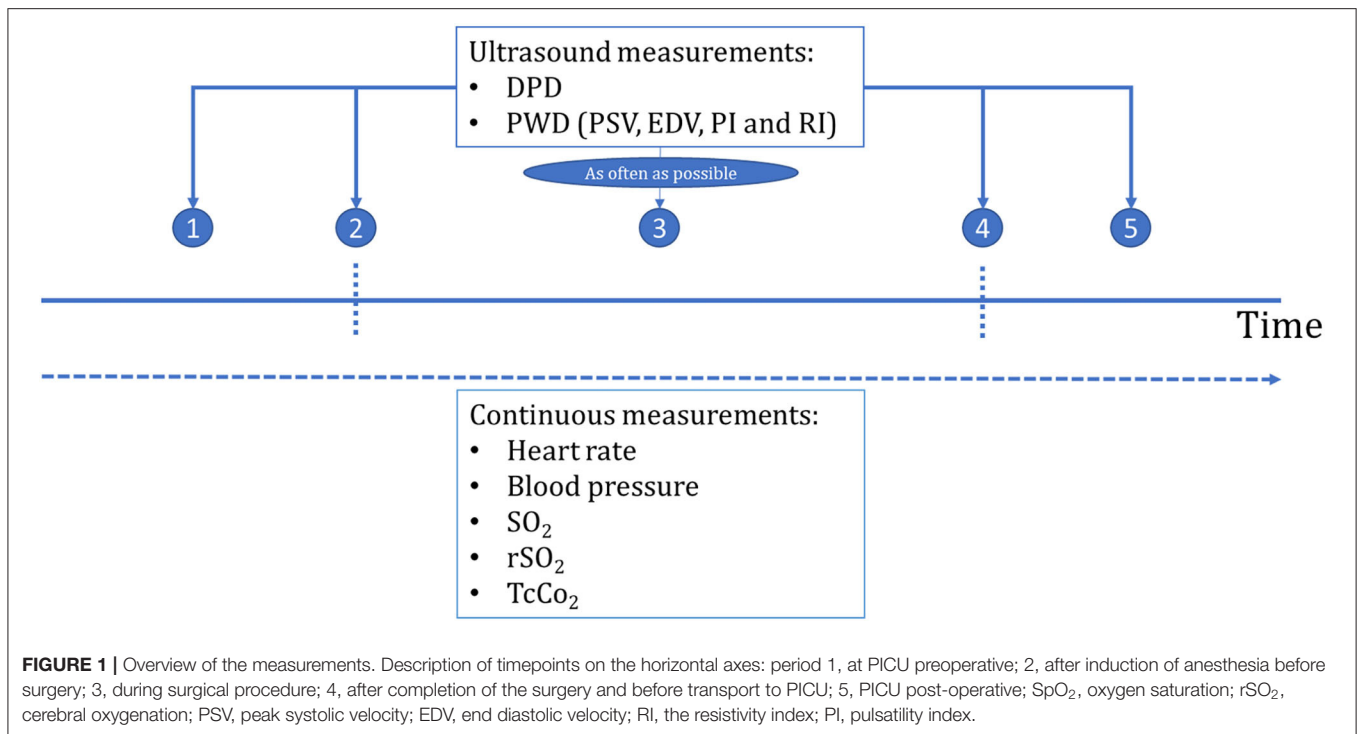 Ultrasound measurements:
• DPD
• PWD (PSV, EDV, PI and RI)
As often as possible
1 2 3 4 5
Time
Continuous measurements:
• Heart rate
• Blood pressure
• SO₂
• rSO₂
• TcCo₂
FIGURE 1 | Overview of the measurements. Description of timepoints on the horizontal axes: period 1, at PICU preoperative; 2, after induction of anesthesia before
surgery; 3, during surgical procedure; 4, after completion of the surgery and before transport to PICU; 5, PICU post-operative; SpO₂, oxygen saturation; rSO₂,
cerebral oxygenation; PSV, peak systolic velocity; EDV, end diastolic velocity; RI, the resistivity index; PI, pulsatility index.